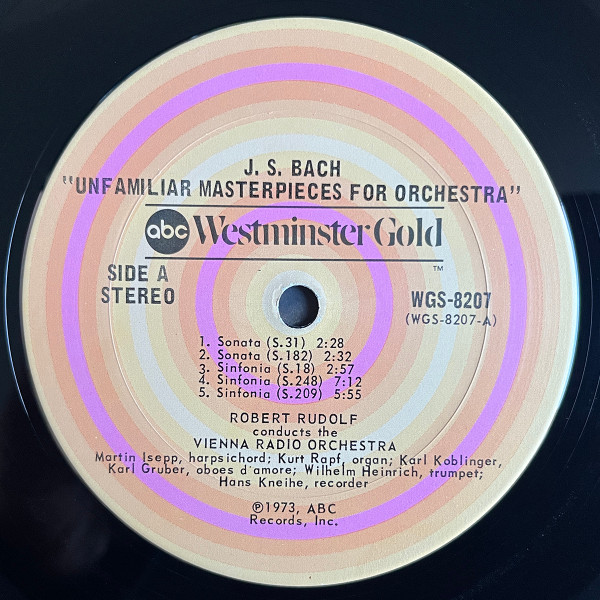 J. S. BACH
"UNFAMILIAR MASTERPIECES FOR ORCHESTRA"
abc Westminster Gold
™
SIDE A
STEREO
WGS-8207
(WGS-8207-A)
1. Sonata (S.31) 2:28
2. Sonata (S.182) 2:32
3. Sinfonia (S.18) 2:57
4. Sinfonia (S.248) 7:12
5. Sinfonia (S.209) 5:55
ROBERT RUDOLF
conducts the
VIENNA RADIO ORCHESTRA
Martin Isepp, harpsichord; Kurt Rapf, organ; Karl Koblinger,
Karl Gruber, oboes d'amore; Wilhelm Heinrich, trumpet;
Hans Kneihe, recorder
℗1973, ABC
Records, Inc.